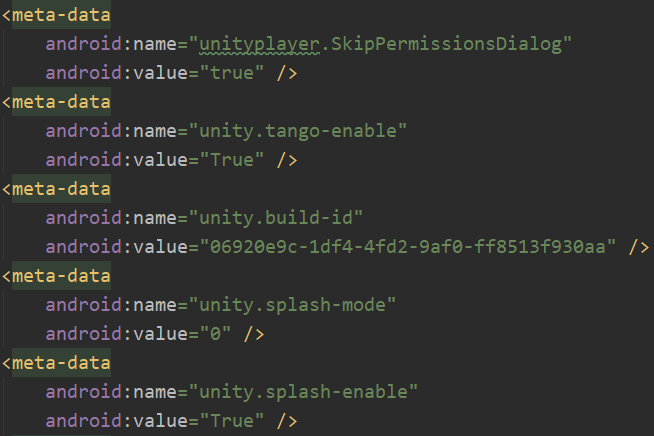 <meta-data
android:name="unityplayer.SkipPermissionsDialog"
android:value="true" />
<meta-data
android:name="unity.tango-enable"
android:value="True" />
<meta-data
android:name="unity.build-id"
android:value="06920e9c-1df4-4fd2-9af0-ff8513f930aa" />
<meta-data
android:name="unity.splash-mode"
android:value="0" />
<meta-data
android:name="unity.splash-enable"
android:value="True" />